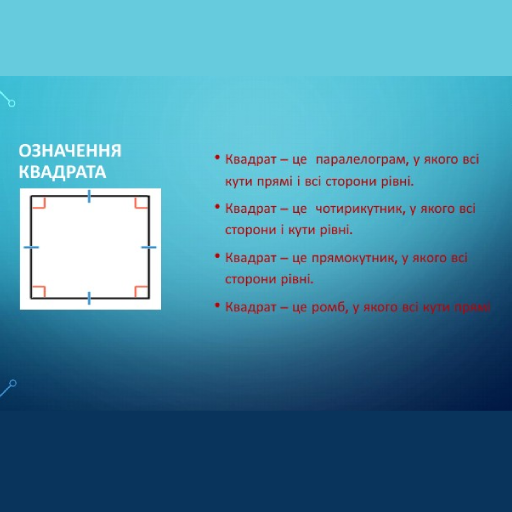 ОЗНАЧЕННЯ
КВАДРАТА
• Квадрат – це паралелограм, у якого всі
кути прямі і всі сторони рівні.
• Квадрат – це чотирикутник, у якого всі
сторони і кути рівні.
• Квадрат – це прямокутник, у якого всі
сторони рівні.
• Квадрат – це ромб, у якого всі кути прямі